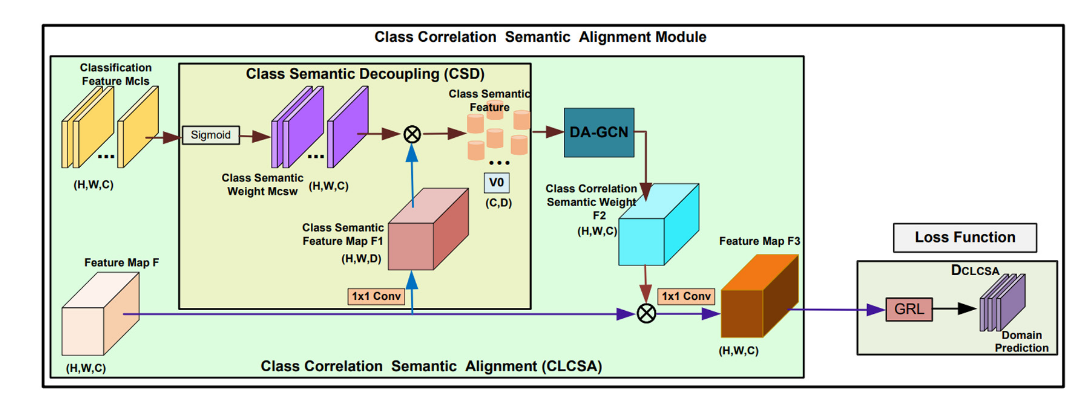 Class Correlation Semantic Alignment Module
Classification
Feature Mcls
(H,W,C)
Class Semantic Decoupling (CSD)
Sigmoid
Class Semantic
Weight Mcsw
(H,W,C)
Class Semantic
Feature
V0
(C,D)
Class Semantic
Feature Map F1
(H,W,D)
1x1 Conv
DA-GCN
Class Correlation
Semantic Weight
F2
(H,W,C)
Feature Map F
(H,W,C)
1x1 Conv
Feature Map F3
(H,W,C)
Class Correlation Semantic Alignment (CLCSA)
Loss Function
DCLCSA
GRL
Domain
Prediction